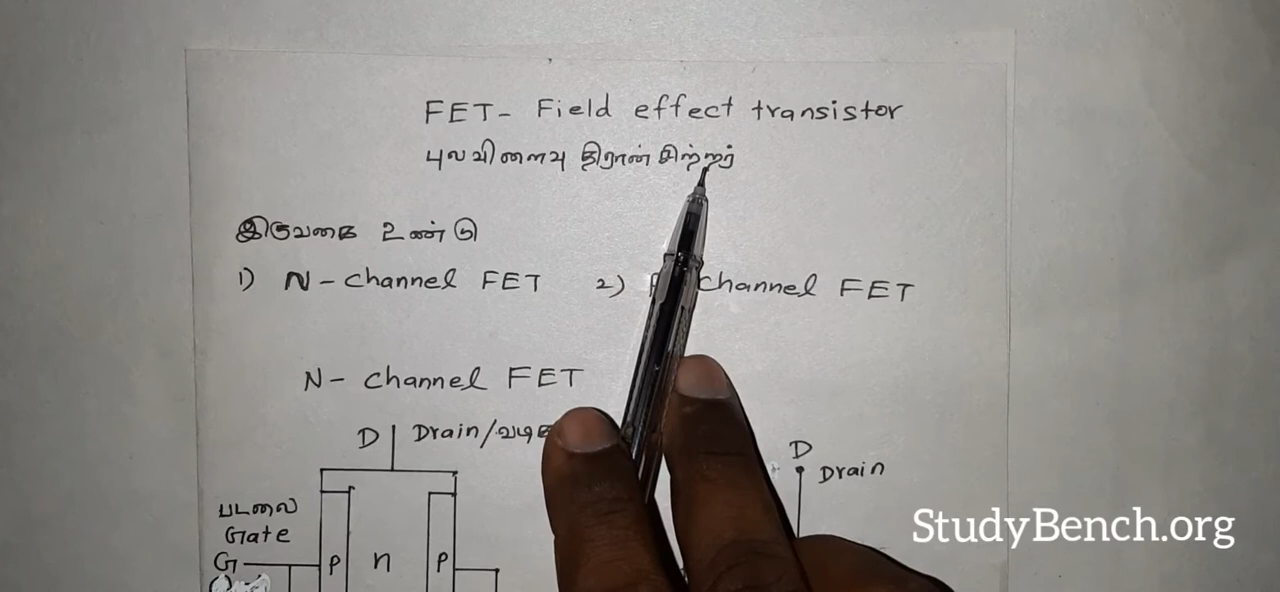 FET - Field effect transistor
புலவிளைவு திரான்சிற்றர்
இருவகை உண்டு
1) N - channel FET 2) channel FET
N - channel FET
D Drain/
D
Drain
படலை
Gate
G
P n P
StudyBench.org